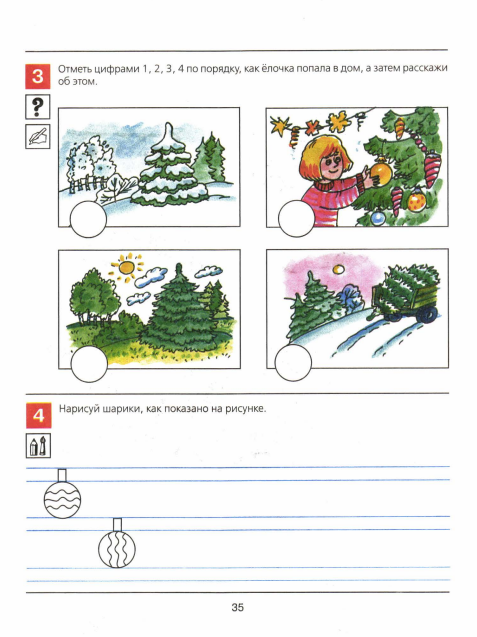 3
Отметь цифрами 1, 2, 3, 4 по порядку, как ёлочка попала в дом, а затем расскажи
об этом.
?
4
Нарисуй шарики, как показано на рисунке.
35